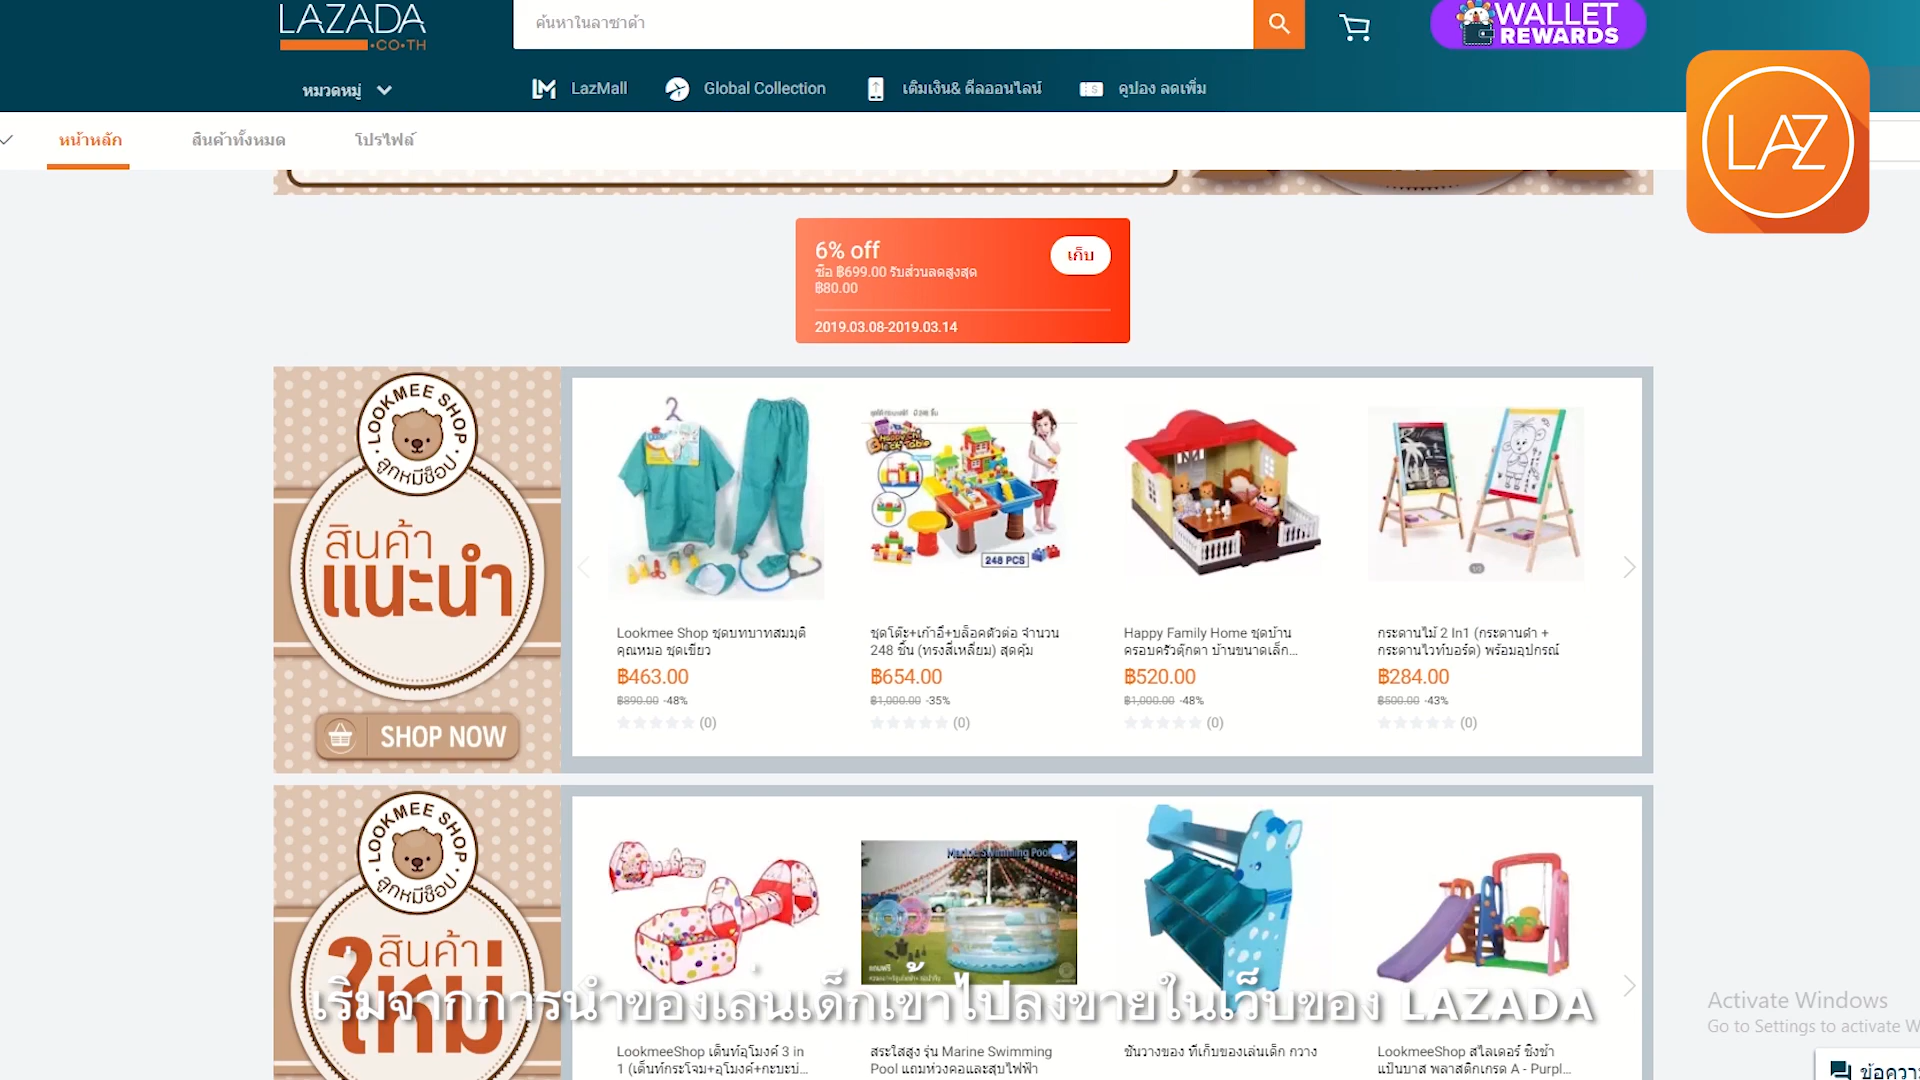 LAZADA
.CO.TH
ค้นหาในลาซาด้า
WALLET
REWARDS
หมวดหมู่
LazMall
Global Collection
เติมเงิน& ดีลออนไลน์
คูปอง ลดเพิ่ม
LAZ
หน้าหลัก
สินค้าทั้งหมด
โปรไฟล์
6% off
เก็บ
ซื้อ ฿699.00 รับส่วนลดสูงสุด
฿80.00
2019.03.08-2019.03.14
LOOKMEE SHOP
ลูกหมีช็อป
สินค้า
แนะนำ
SHOP NOW
248 PCS
Lookmee Shop ชุดบทบาทสมมุติ
คุณหมอ ชุดเขียว
฿463.00
฿890.00 -48%
(0)
ชุดโต๊ะ+เก้าอี้+บล็อคตัวต่อ จำนวน
248 ชิ้น (ทรงสี่เหลี่ยม) สุดคุ้ม
฿654.00
฿1,000.00 -35%
(0)
Happy Family Home ชุดบ้าน
ครอบครัวตุ๊กตา บ้านขนาดเล็ก...
฿520.00
฿1,000.00 -48%
(0)
กระดานไม้ 2 In1 (กระดานดำ +
กระดานไวท์บอร์ด) พร้อมอุปกรณ์
฿284.00
฿500.00 -43%
(0)
LOOKMEE SHOP
ลูกหมีช็อป
สินค้า
ใหม่
Marine Swimming Pool
เริ่มจากการนำของเล่นเด็กเข้าไปลงขายในเว็บของ LAZADA
LookmeeShop เต็นท์อุโมงค์ 3 in
1 (เต็นท์กระโจม+อุโมงค์+กะบะบ่...
สระใสสูง รุ่น Marine Swimming
Pool แถมห่วงคอและสูบไฟฟ้า
ชั้นวางของ ที่เก็บของเล่นเด็ก กวาง
LookmeeShop สไลเดอร์ ชิงช้า
แป้นบาส พลาสติกเกรด A - Purpl...
Activate Windows
Go to Settings to activate W
ข้อความ